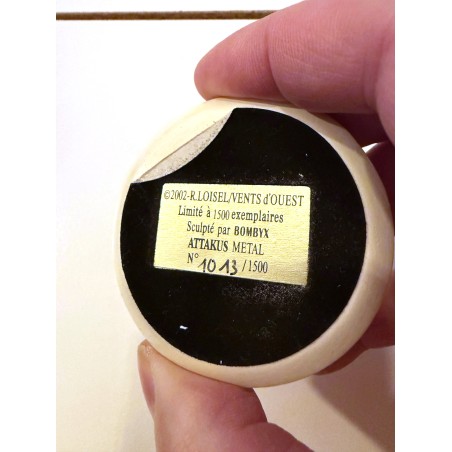 ©2002-R.LOISEL/VENTS d'OUEST
Limité à 1500 exemplaires
Sculpté par BOMBYX
ATTAKUS METAL
N° 1013 / 1500